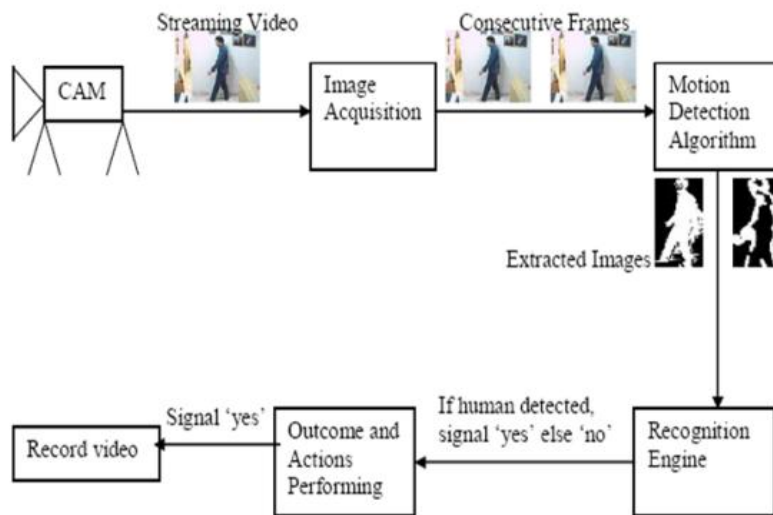 Streaming Video
Consecutive Frames
CAM
Image
Acquisition
Motion
Detection
Algorithm
Extracted Images
Recognition
Engine
If human detected,
signal ‘yes’ else ‘no’
Outcome and
Actions
Performing
Signal ‘yes’
Record video